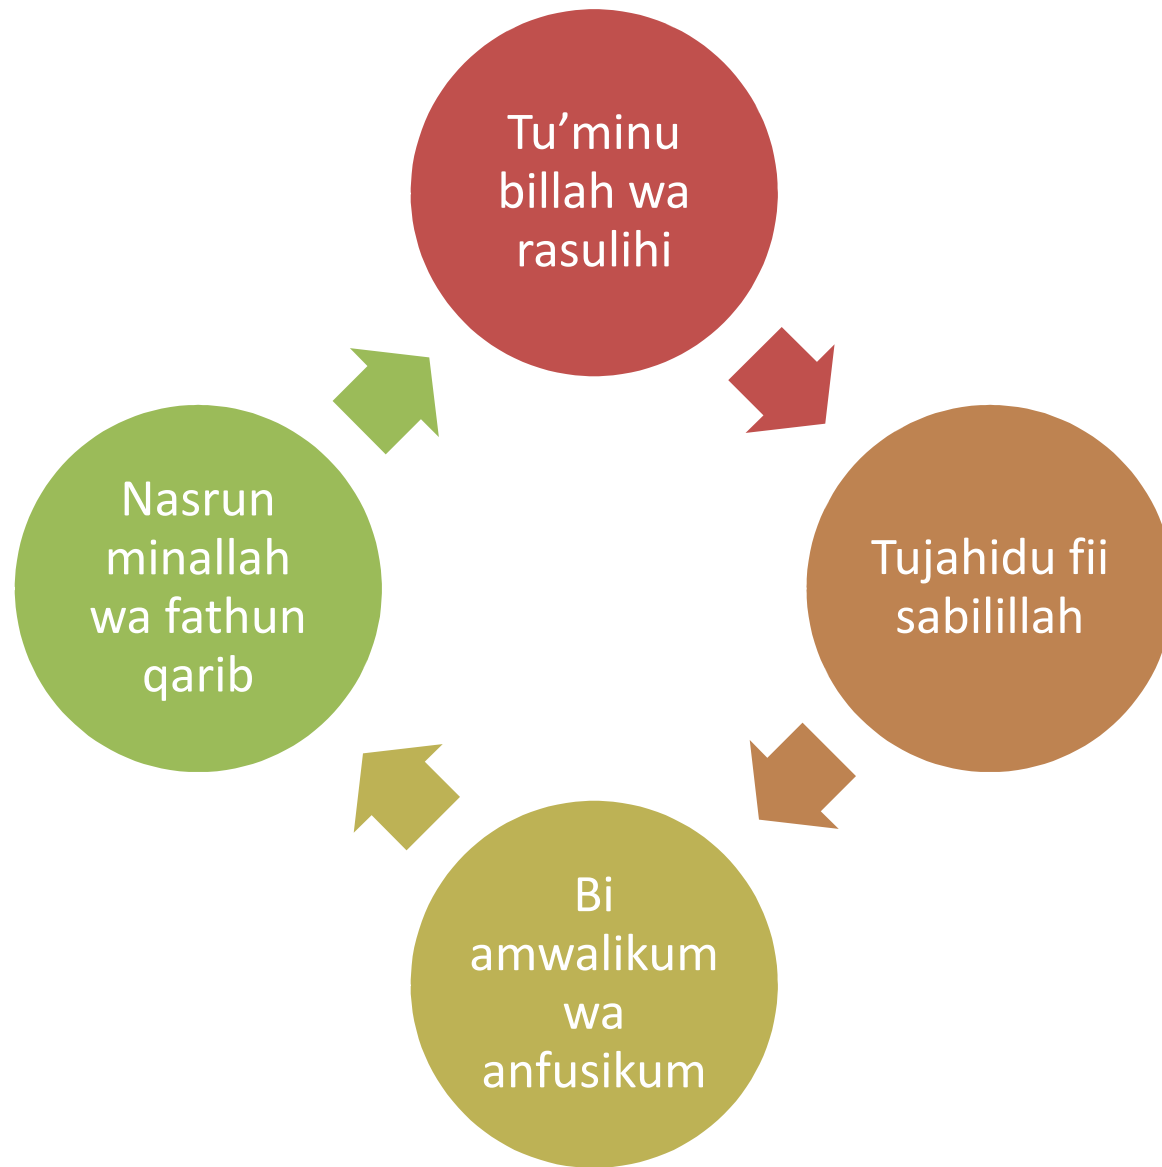 Tu’minu
billah wa
rasulihi
Tujahidu fii
sabilillah
Bi
amwalikum
wa
anfusikum
Nasrun
minallah
wa fathun
qarib